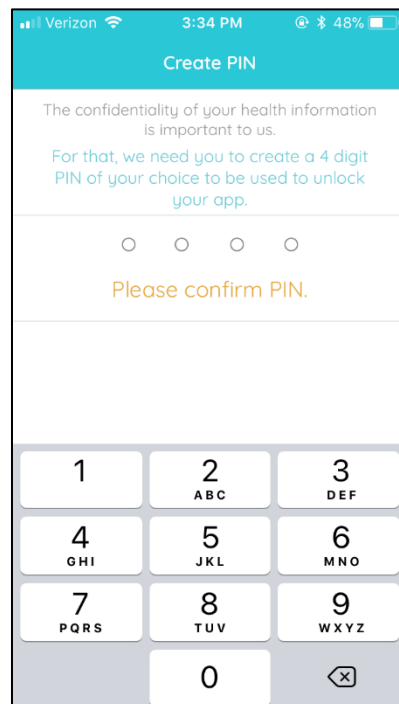 Verizon 3:34 PM 48%
Create PIN
The confidentiality of your health information
is important to us.
For that, we need you to create a 4 digit
PIN of your choice to be used to unlock
your app.
Please confirm PIN.
1 2 3
ABC DEF
4 5 6
GHI JKL MNO
7 8 9
PQRS TUV WXYZ
0